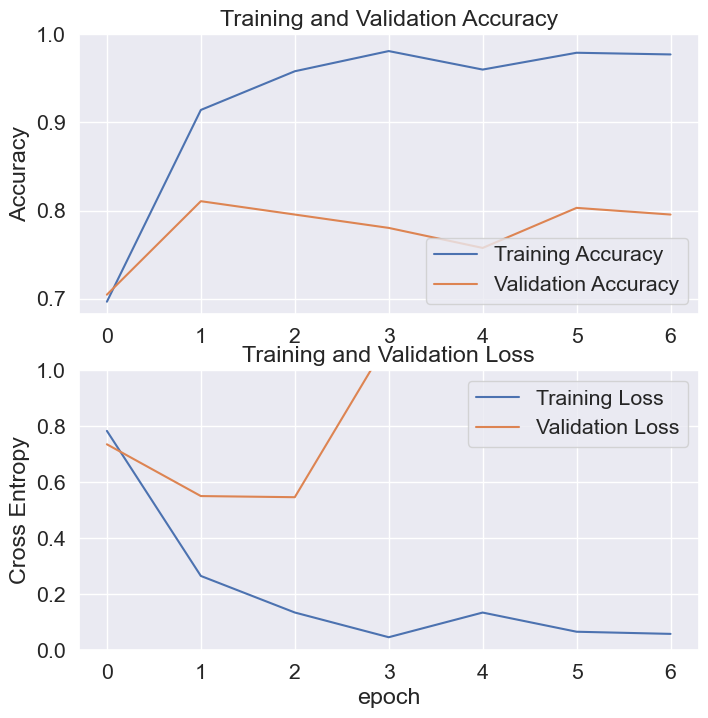 Training and Validation Accuracy
1.0
0.9
0.8
0.7
Accuracy
Training Accuracy
Validation Accuracy
0 1 2 3 4 5 6
Training and Validation Loss
1.0
0.8
0.6
0.4
0.2
0.0
Cross Entropy
Training Loss
Validation Loss
0 1 2 3 4 5 6
epoch